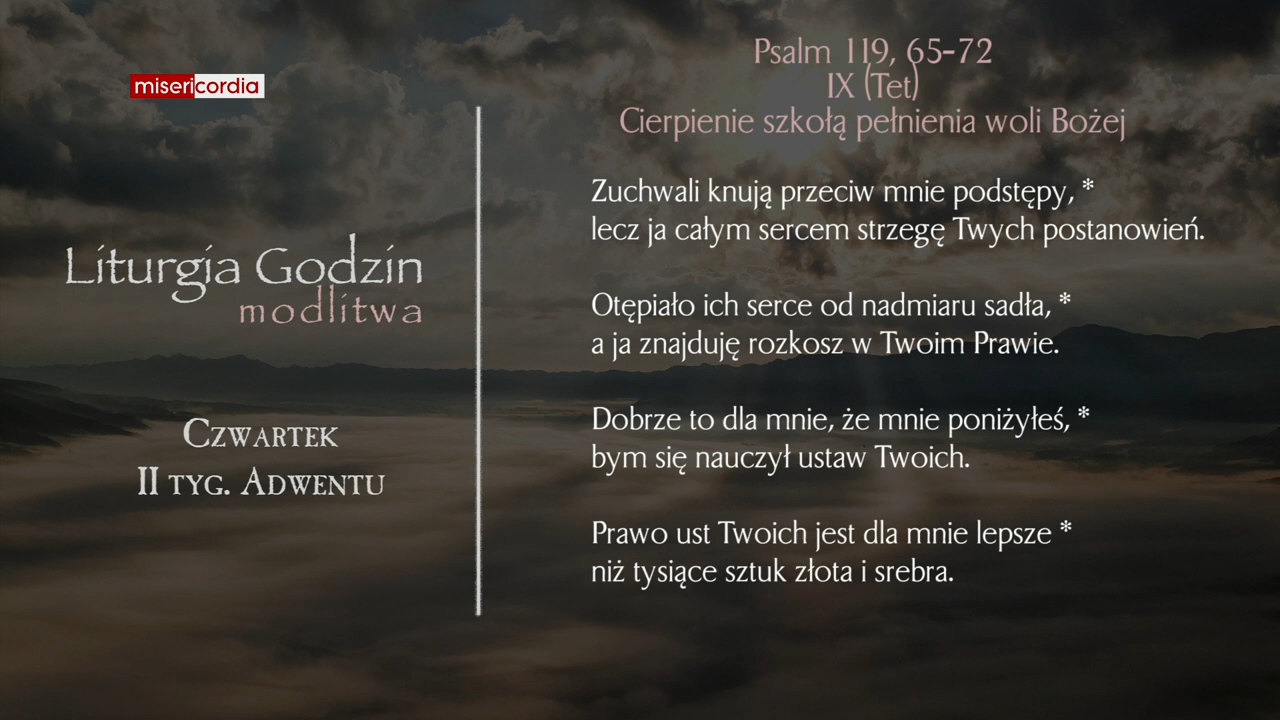 misericordia
Liturgia Godzin
modlitwa
Czwartek
II tyg. Adwentu
Psalm 119, 65-72
IX (Tet)
Cierpienie szkołą pełnienia woli Bożej
Zuchwali knują przeciw mnie podstępy, *
lecz ja całym sercem strzegę Twych postanowień.
Otępiało ich serce od nadmiaru sadła, *
a ja znajduję rozkosz w Twoim Prawie.
Dobrze to dla mnie, że mnie poniżyłeś, *
bym się nauczył ustaw Twoich.
Prawo ust Twoich jest dla mnie lepsze *
niż tysiące sztuk złota i srebra.